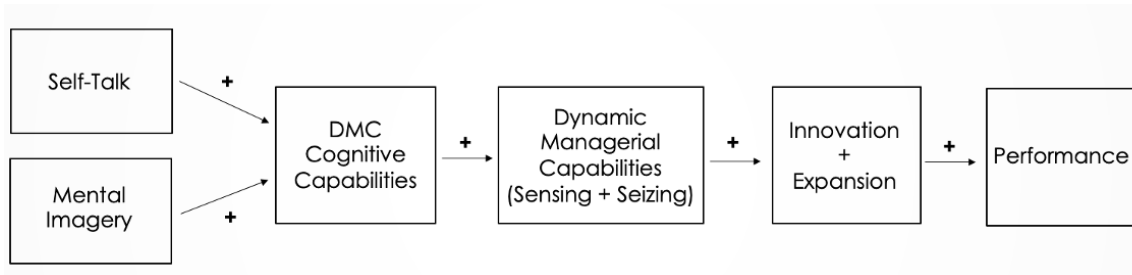 Self-Talk
+
Mental
Imagery
+
DMC
Cognitive
Capabilities
+
Dynamic
Managerial
Capabilities
(Sensing + Seizing)
+
Innovation
+
Expansion
+
Performance